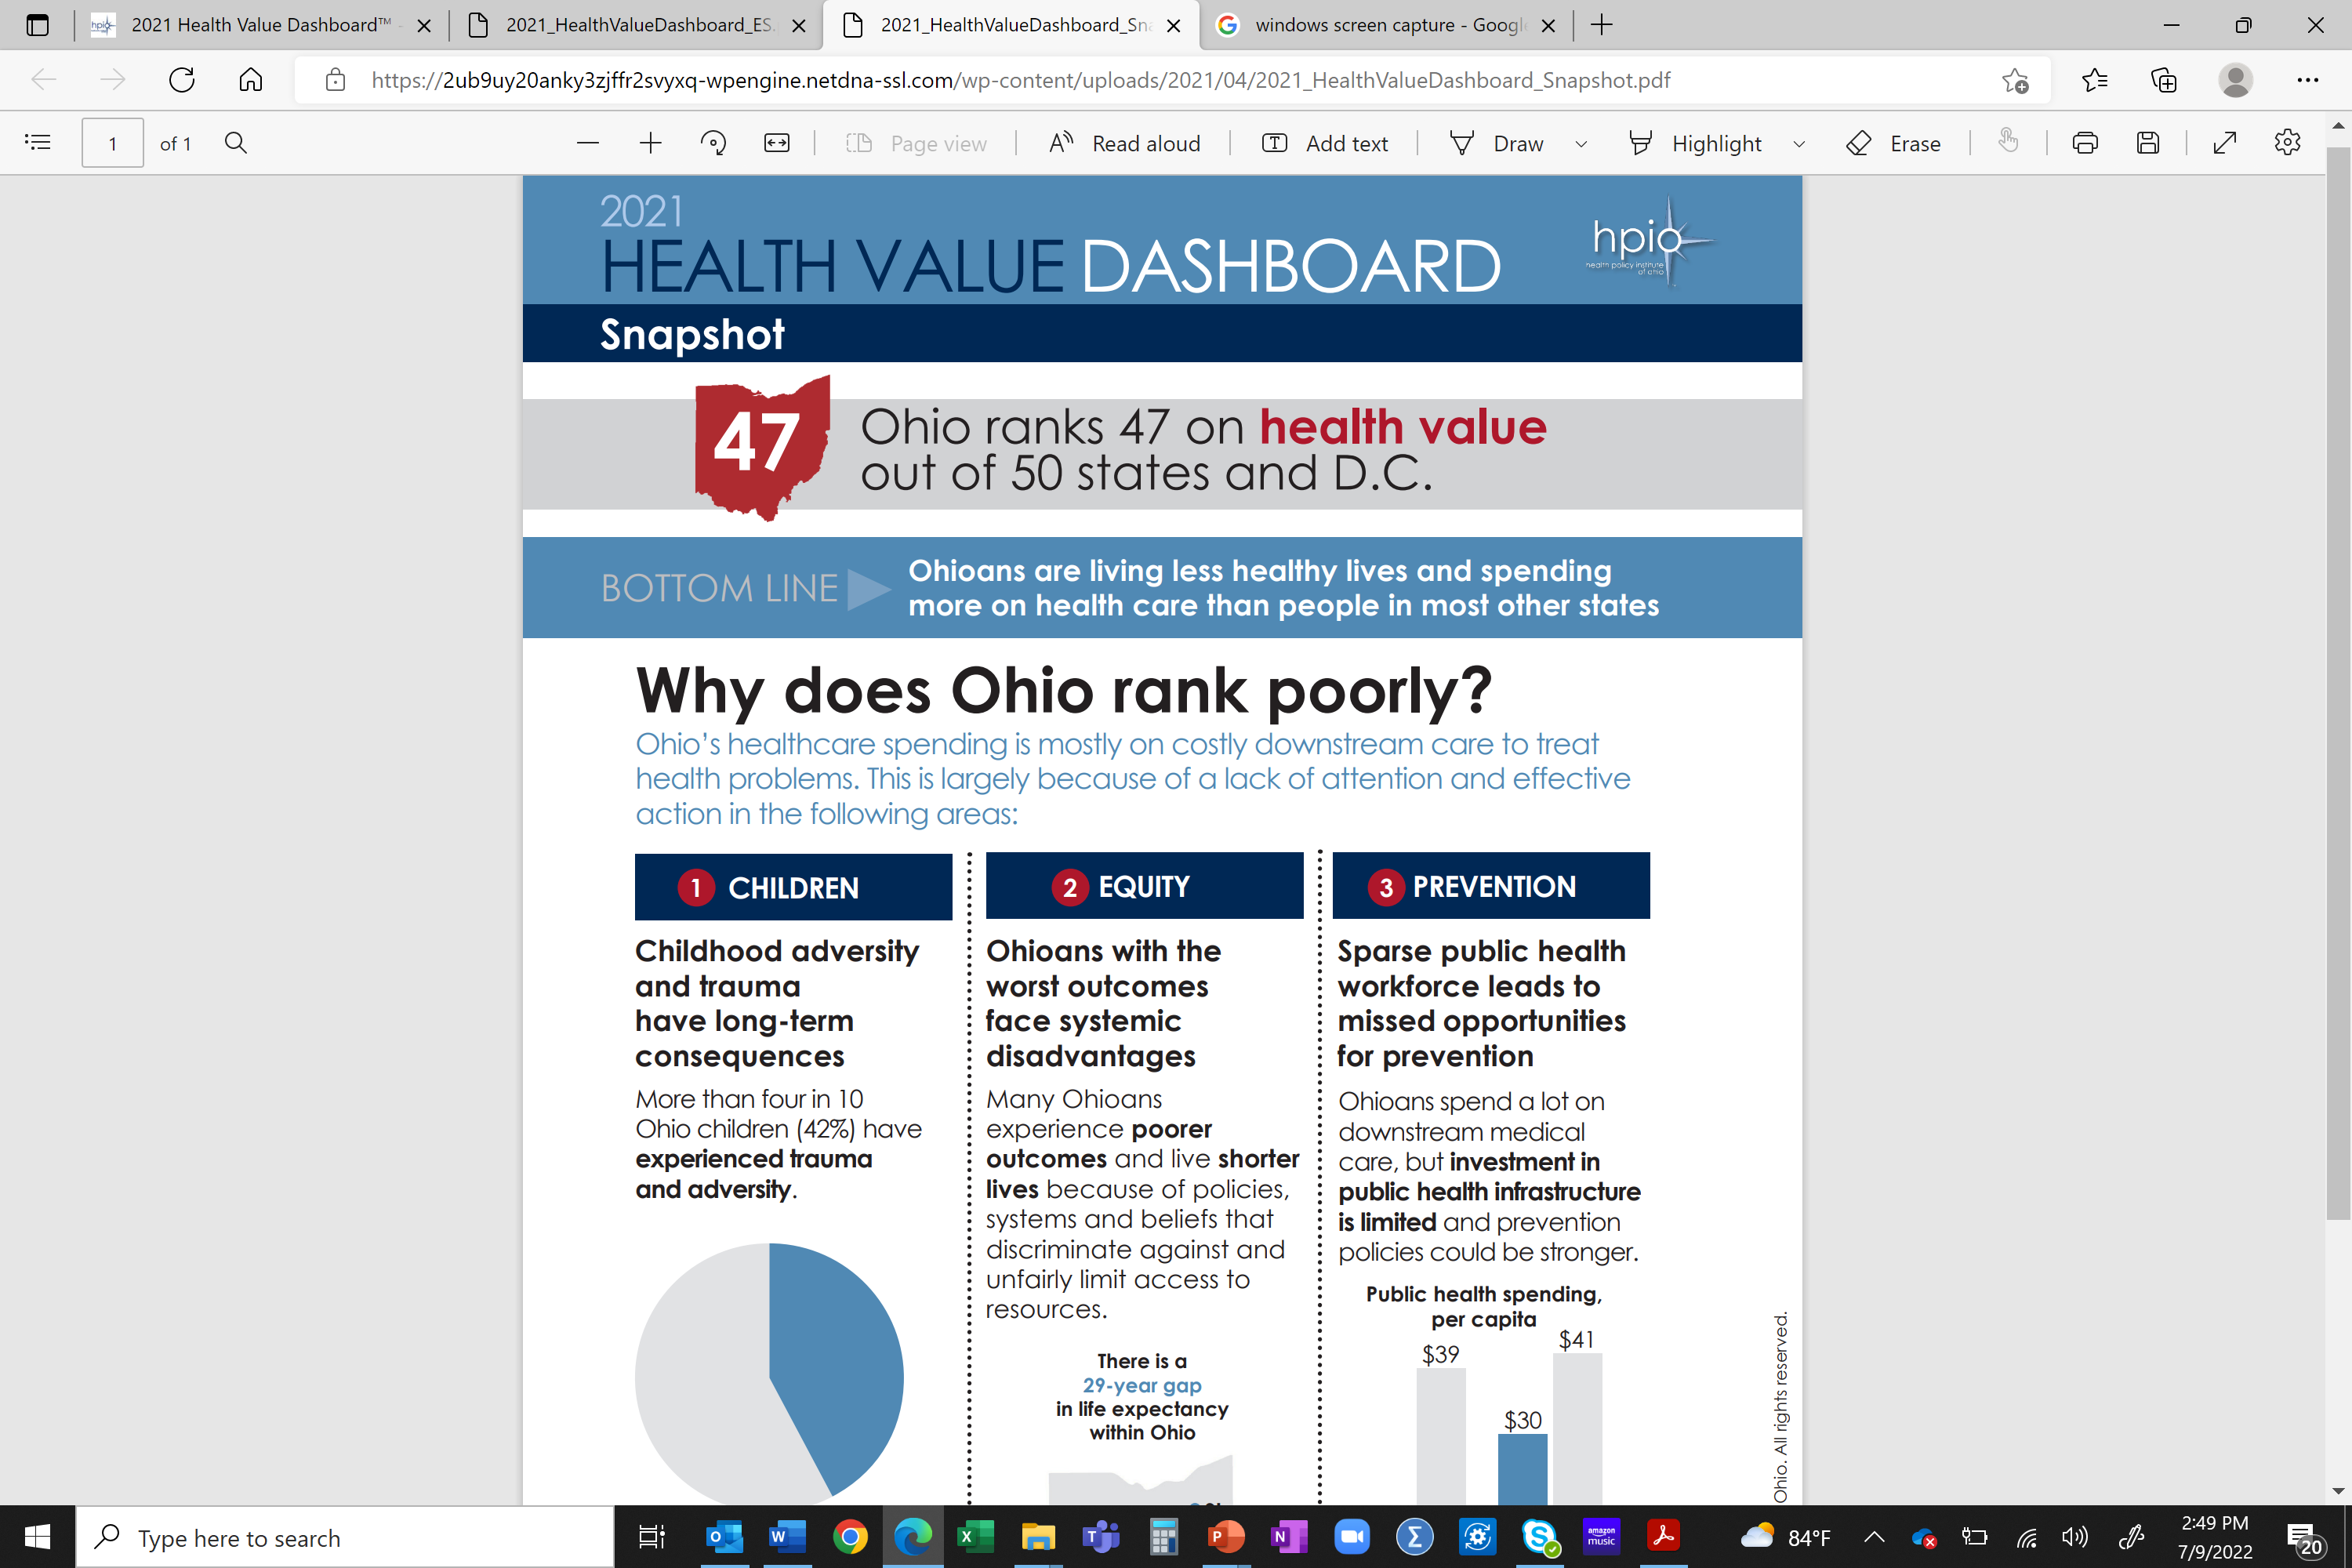 2021 Health Value Dashboard™ -
2021_HealthValueDashboard_ES.
2021_HealthValueDashboard_Sna
windows screen capture - Google
https://2ub9uy20anky3zjffr2svyxq-wpengine.netdna-ssl.com/wp-content/uploads/2021/04/2021_HealthValueDashboard_Snapshot.pdf
1 of 1
Page view
Read aloud
Add text
Draw
Highlight
Erase
2021
HEALTH VALUE DASHBOARD
hpio
health policy institute
of ohio
Snapshot
47
Ohio ranks 47 on health value
out of 50 states and D.C.
BOTTOM LINE
Ohioans are living less healthy lives and spending
more on health care than people in most other states
Why does Ohio rank poorly?
Ohio's healthcare spending is mostly on costly downstream care to treat
health problems. This is largely because of a lack of attention and effective
action in the following areas:
1 CHILDREN
Childhood adversity
and trauma
have long-term
consequences
More than four in 10
Ohio children (42%) have
experienced trauma
and adversity.
2 EQUITY
Ohioans with the
worst outcomes
face systemic
disadvantages
Many Ohioans
experience poorer
outcomes and live shorter
lives because of policies,
systems and beliefs that
discriminate against and
unfairly limit access to
resources.
There is a
29-year gap
in life expectancy
within Ohio
3 PREVENTION
Sparse public health
workforce leads to
missed opportunities
for prevention
Ohioans spend a lot on
downstream medical
care, but investment in
public health infrastructure
is limited and prevention
policies could be stronger.
Public health spending,
per capita
$39
$30
$41
Ohio. All rights reserved.
Type here to search
amazon
music
84°F
2:49 PM
7/9/2022
20